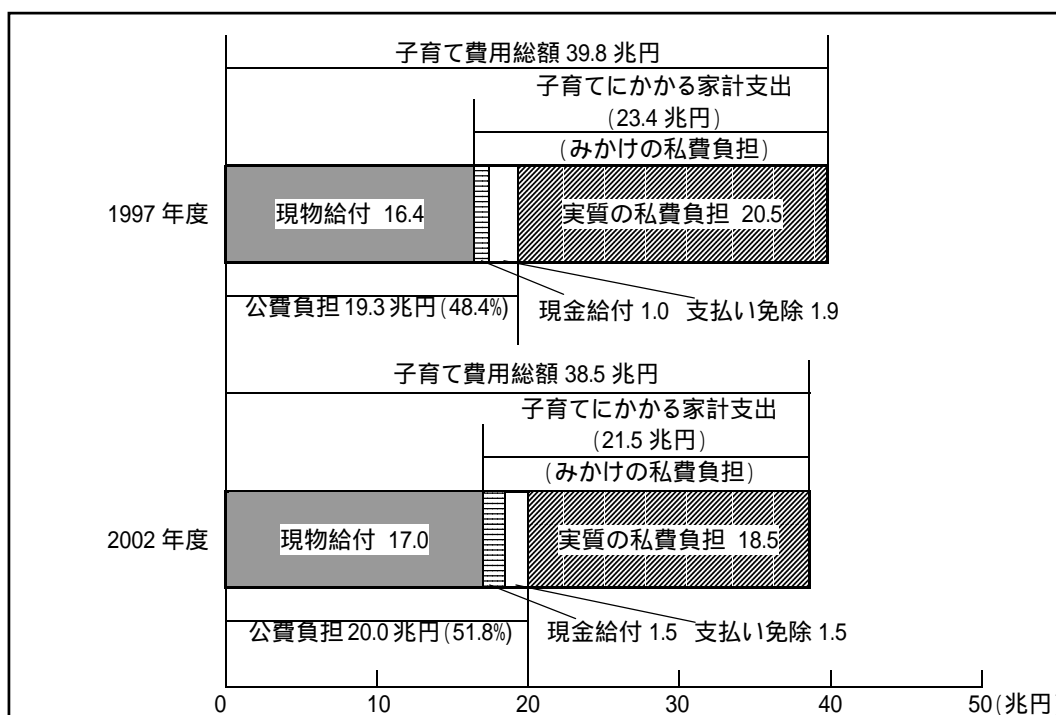 子育て費用総額 39.8 兆円
子育てにかかる家計支出
(23.4 兆円)
(みかけの私費負担)
1997 年度
現物給付 16.4
実質の私費負担 20.5
公費負担 19.3 兆円(48.4%)
現金給付 1.0 支払い免除 1.9
子育て費用総額 38.5 兆円
子育てにかかる家計支出
(21.5 兆円)
(みかけの私費負担)
2002 年度
現物給付 17.0
実質の私費負担 18.5
公費負担 20.0 兆円(51.8%)
現金給付 1.5 支払い免除 1.5
0 10 20 30 40 50(兆円)